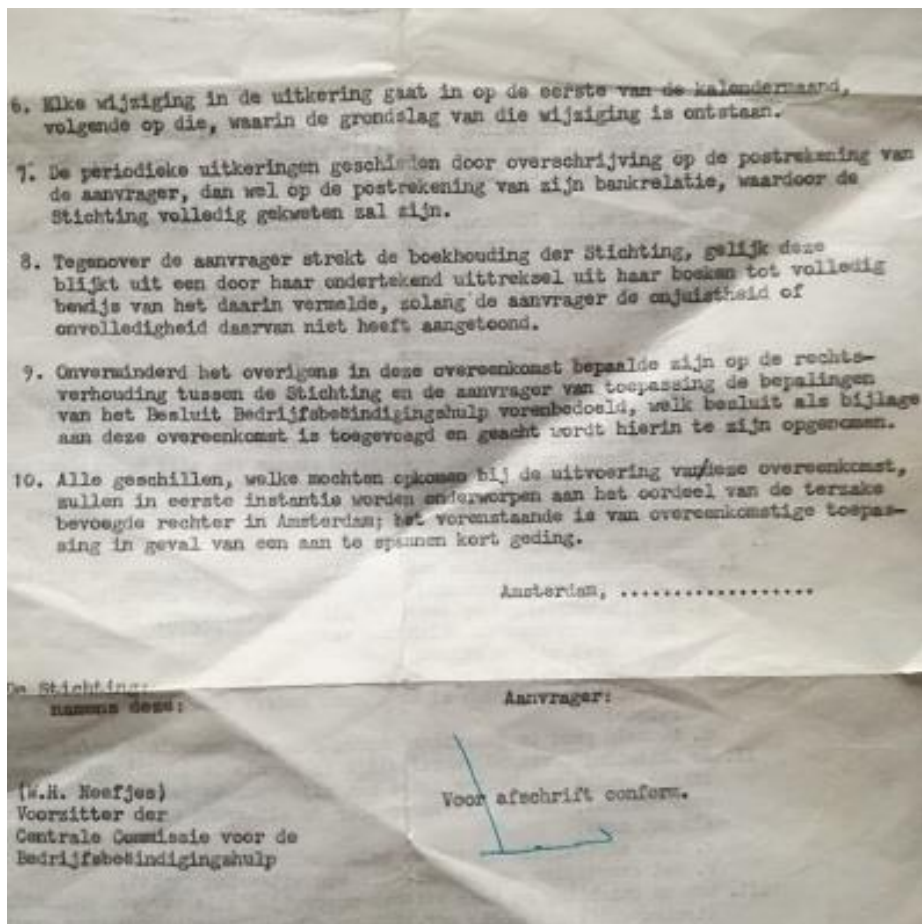 6. Elke wijziging in de uitkering gaat in op de eerste van de kalendermaand,
volgende op die, waarin de grondslag van die wijziging is ontstaan.
7. De periodieke uitkeringen geschieden door overschrijving op de postrekening van
de aanvrager, dan wel op de postrekening van zijn bankrelatie, waardoor de
Stichting volledig gekweten zal zijn.
8. Tegenover de aanvrager strekt de boekhouding der Stichting, gelijk deze
blijkt uit een door haar ondertekend uittreksel uit haar boeken tot volledig
bewijs van het daarin vermelde, zolang de aanvrager de onjuistheid of
onvolledigheid daarvan niet heeft aangetoond.
9. Onverminderd het overigens in deze overeenkomst bepaalde zijn op de rechts-
verhouding tussen de Stichting en de aanvrager van toepassing de bepalingen
van het Besluit Bedrijfsbeëindigingshulp vorenbedoeld, welk besluit als bijlage
aan deze overeenkomst is toegevoegd en geacht wordt hierin te zijn opgenomen.
10. Alle geschillen, welke mochten opkomen bij de uitvoering van/deze overeenkomst,
zullen in eerste instantie worden onderworpen aan het oordeel van de terzake
bevoegde rechter in Amsterdam; het vorenstaande is van overeenkomstige toepas-
sing in geval van een aan te spannen kort geding.
Amsterdam, ..................
De Stichting:
namens deze:
Aanvrager:
(W.H. Neefjes)
Voorzitter der
Centrale Commissie voor de
Bedrijfsbeëindigingshulp
Voor afschrift conform.